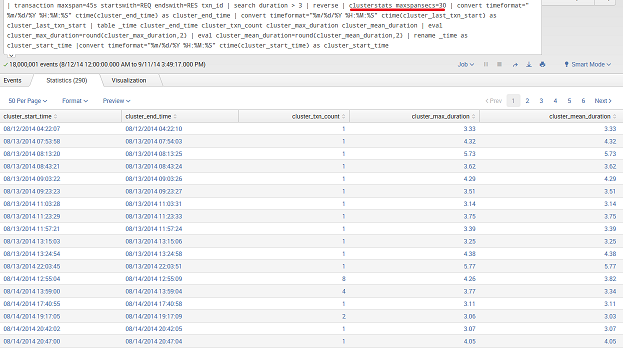 | transaction maxspan=45s startswith=REQ endswith=RES txn_id | search duration > 3 | reverse | clusterstats maxspansecs=30 | convert timeformat="
%m/%d/%Y %H:%M:%S" ctime(cluster_end_time) as cluster_end_time | convert timeformat="%m/%d/%Y %H:%M:%S" ctime(cluster_last_txn_start) as
cluster_last_txn_start | table _time cluster_end_time cluster_txn_count cluster_max_duration cluster_mean_duration | eval
cluster_max_duration=round(cluster_max_duration,2) | eval cluster_mean_duration=round(cluster_mean_duration,2) | rename _time as
cluster_start_time |convert timeformat="%m/%d/%Y %H:%M:%S" ctime(cluster_start_time) as cluster_start_time
18,000,001 events (8/12/14 12:00:00.000 AM to 9/11/14 3:49:17.000 PM) Job Smart Mode
Events Statistics (290) Visualization
50 Per Page Format Preview Prev 1 2 3 4 5 6 Next
cluster_start_time cluster_end_time cluster_txn_count cluster_max_duration cluster_mean_duration
08/12/2014 04:22:07 08/12/2014 04:22:10 1 3.33 3.33
08/13/2014 07:53:58 08/13/2014 07:54:03 1 4.32 4.32
08/13/2014 08:13:20 08/13/2014 08:13:25 1 5.73 5.73
08/13/2014 08:43:21 08/13/2014 08:43:24 1 3.62 3.62
08/13/2014 09:03:22 08/13/2014 09:03:26 1 4.29 4.29
08/13/2014 09:23:23 08/13/2014 09:23:27 1 3.51 3.51
08/13/2014 11:03:28 08/13/2014 11:03:31 1 3.14 3.14
08/13/2014 11:23:29 08/13/2014 11:23:33 1 3.75 3.75
08/13/2014 11:57:21 08/13/2014 11:57:24 1 3.39 3.39
08/13/2014 13:15:03 08/13/2014 13:15:06 1 3.25 3.25
08/13/2014 13:24:54 08/13/2014 13:24:58 1 4.38 4.38
08/13/2014 22:03:45 08/13/2014 22:03:51 1 5.77 5.77
08/14/2014 12:55:04 08/14/2014 12:55:09 8 4.26 3.82
08/14/2014 13:59:00 08/14/2014 13:59:04 4 3.77 3.34
08/14/2014 17:40:55 08/14/2014 17:40:58 1 3.11 3.11
08/14/2014 19:17:05 08/14/2014 19:17:09 2 3.06 3.03
08/14/2014 20:42:02 08/14/2014 20:42:05 1 3.07 3.07
08/14/2014 20:47:00 08/14/2014 20:47:04 1 4.05 4.05